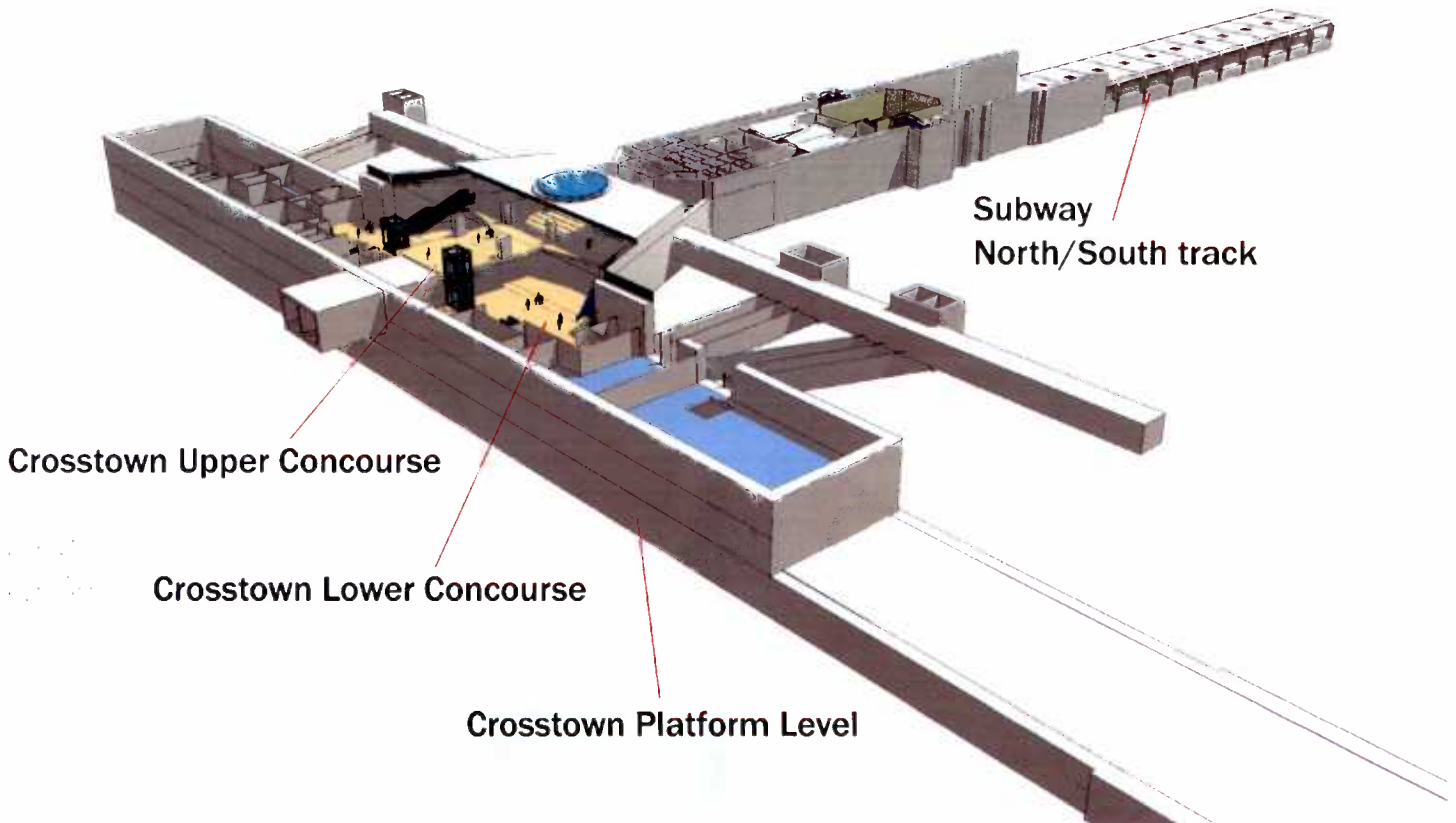 Subway
North/South track
Crosstown Upper Concourse
Crosstown Lower Concourse
Crosstown Platform Level